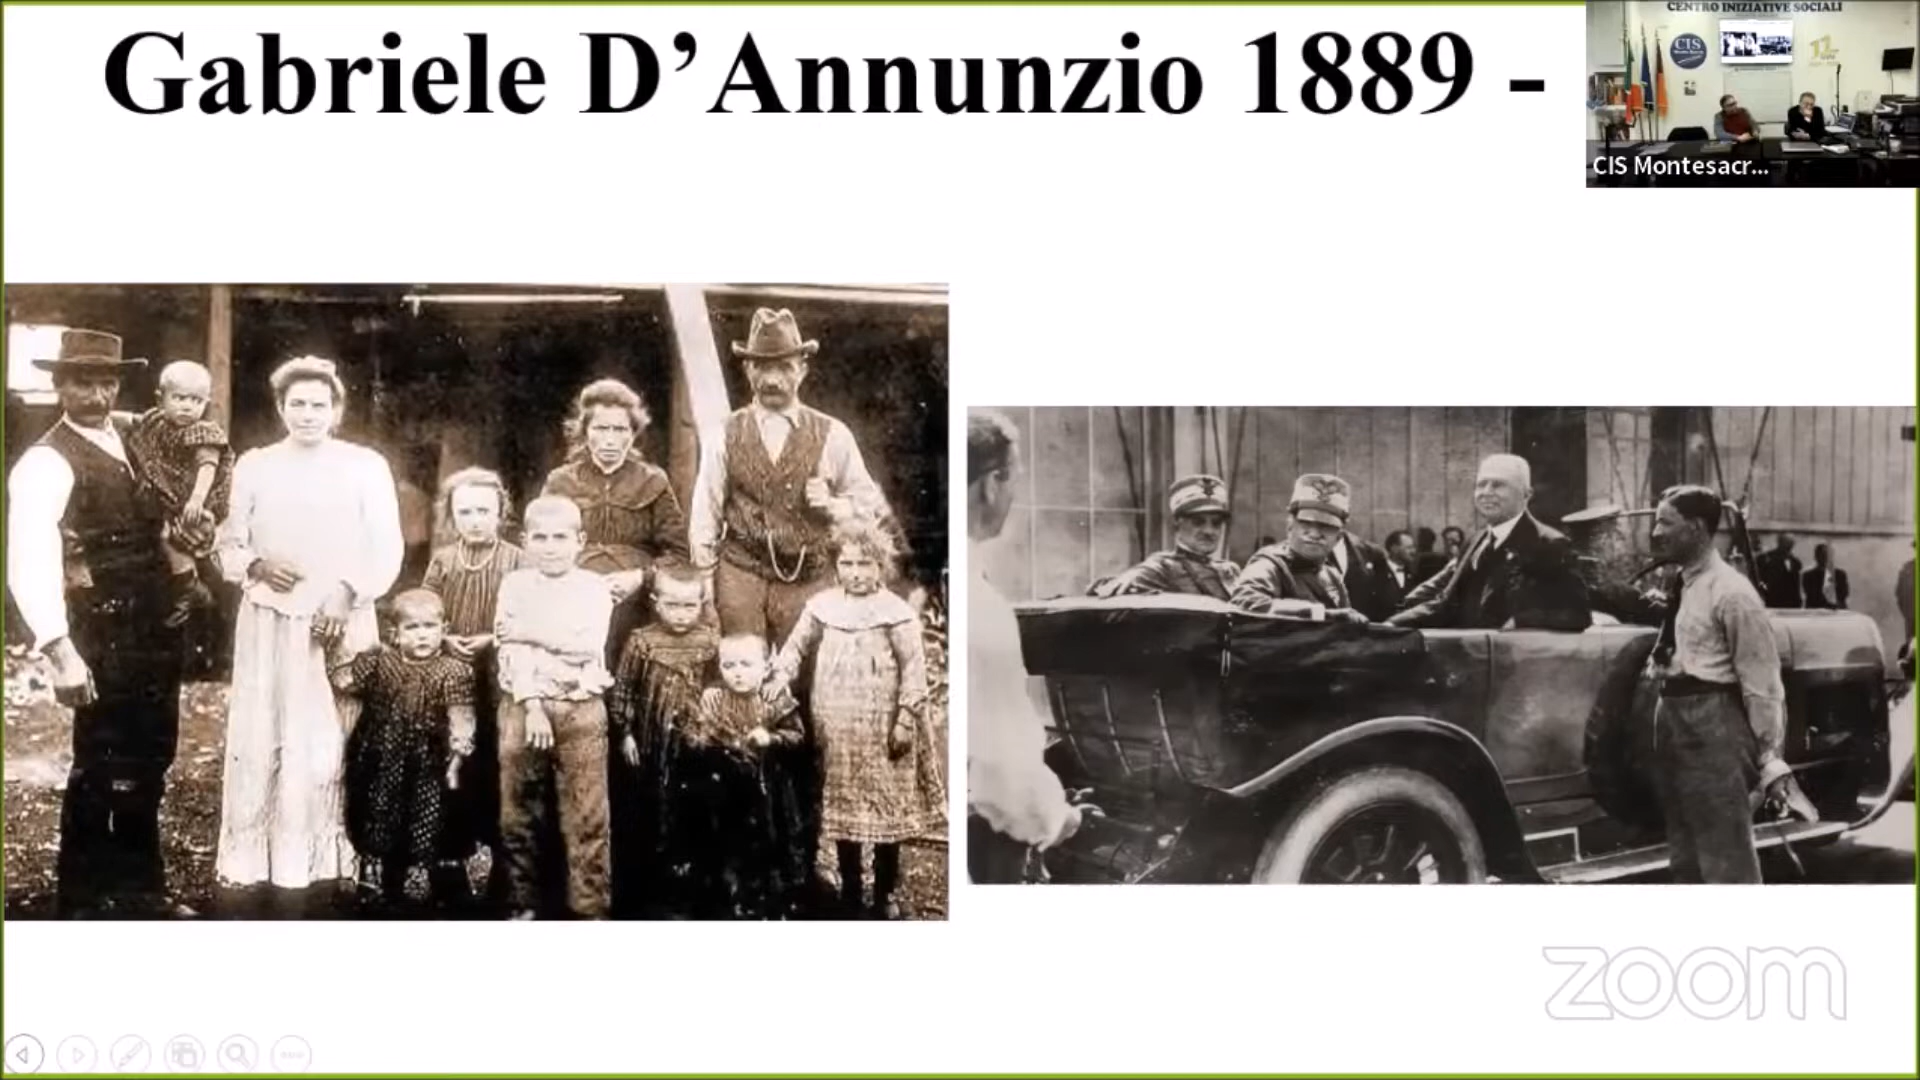 Gabriele D’Annunzio 1889 -
CENTRO INIZIATIVE SOCIALI
CIS
CIS Montesacr...
zoom